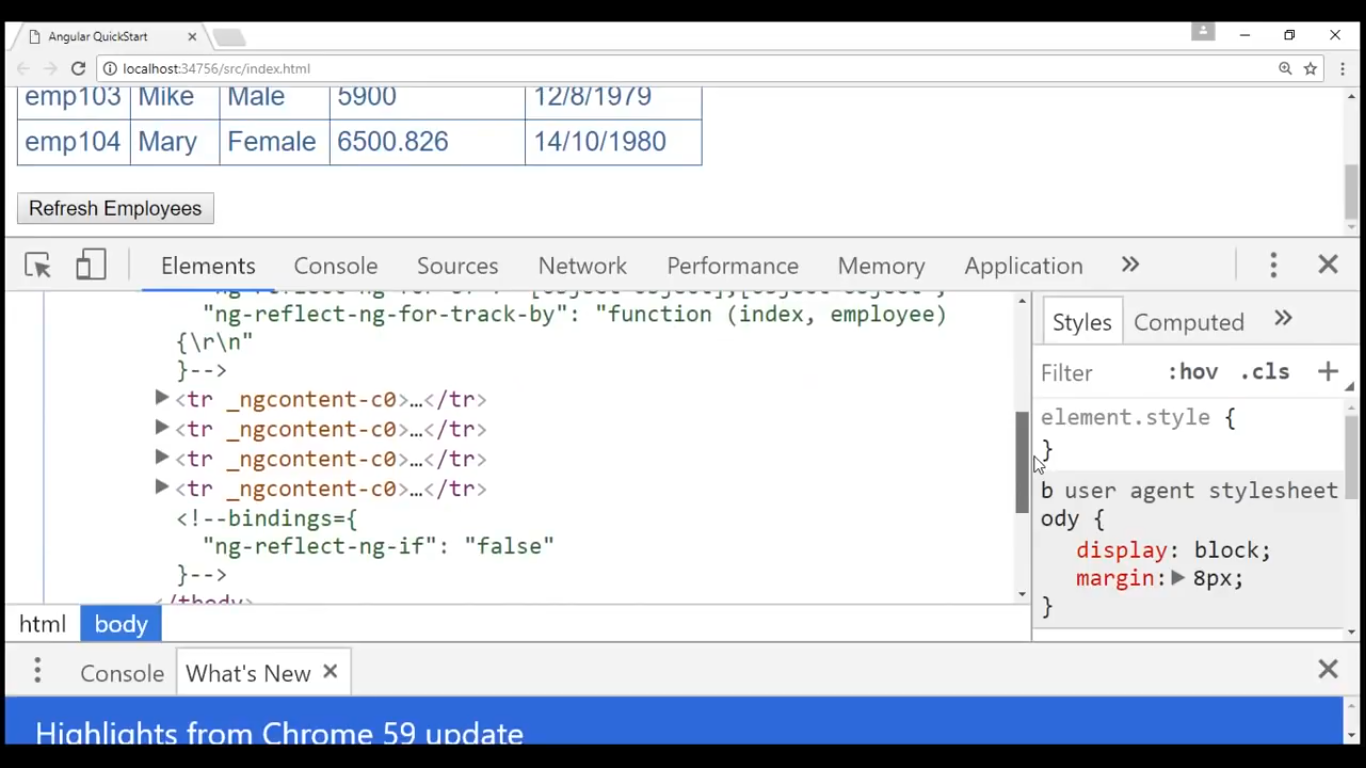 Angular QuickStart
localhost:34756/src/index.html
emp103 Mike Male 5900 12/8/1979
emp104 Mary Female 6500.826 14/10/1980
Refresh Employees
Elements Console Sources Network Performance Memory Application
"ng-reflect-ng-for-track-by": "function (index, employee)
{\r\n"
}-->
<tr _ngcontent-c0>…</tr>
<tr _ngcontent-c0>…</tr>
<tr _ngcontent-c0>…</tr>
<tr _ngcontent-c0>…</tr>
<!--bindings={
"ng-reflect-ng-if": "false"
}-->
</tbody>
html body
Styles Computed
Filter :hov .cls +
element.style {
}
b user agent stylesheet
ody {
display: block;
margin: 8px;
}
Console What's New
Highlights from Chrome 59 update